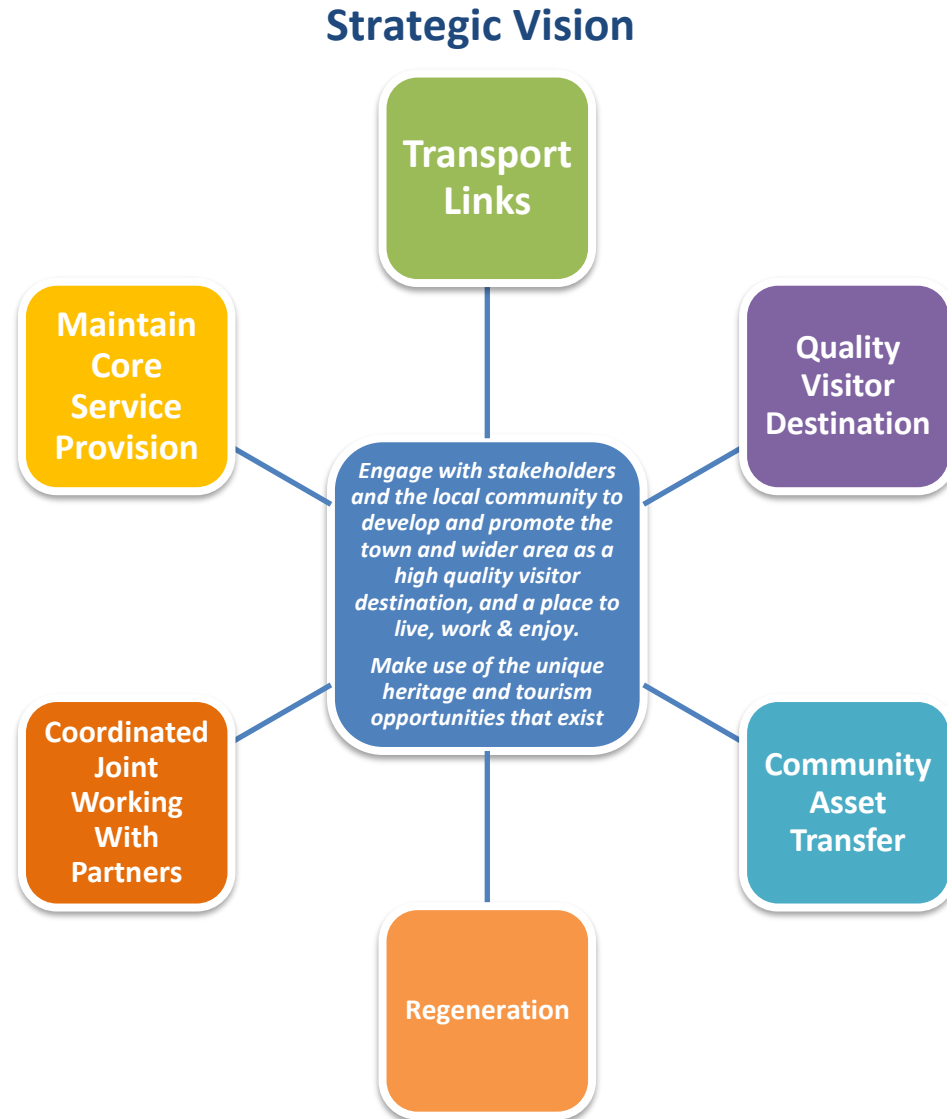 Strategic Vision
Transport
Links
Maintain
Core
Service
Provision
Quality
Visitor
Destination
Engage with stakeholders
and the local community to
develop and promote the
town and wider area as a
high quality visitor
destination, and a place to
live, work & enjoy.
Make use of the unique
heritage and tourism
opportunities that exist
Coordinated
Joint
Working
With
Partners
Community
Asset
Transfer
Regeneration